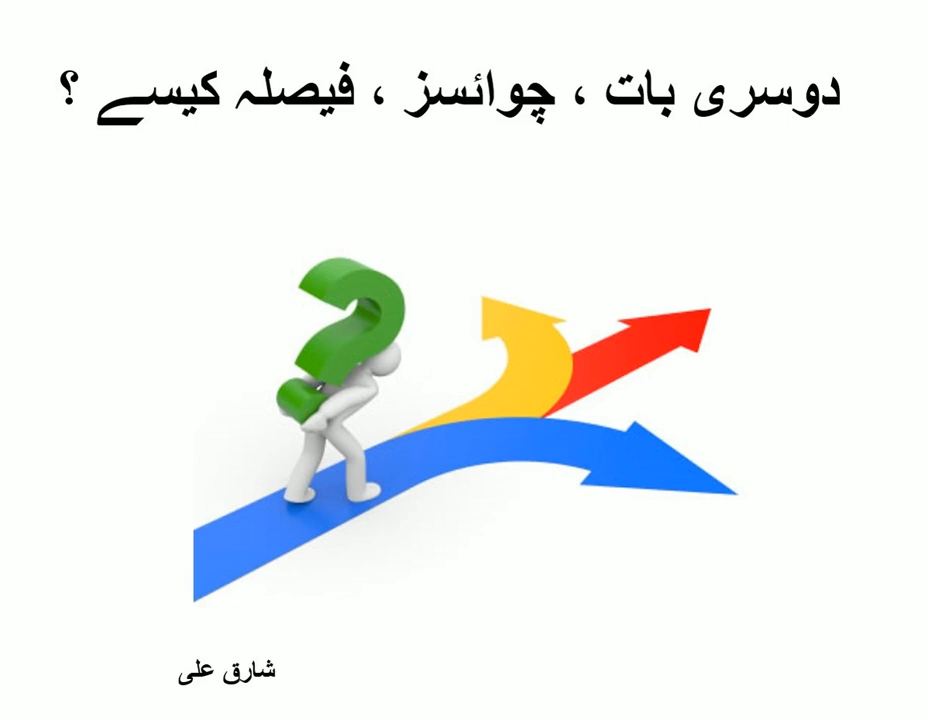 دوسری بات ، چوائسز ، فیصلہ کیسے ؟
شارق علی